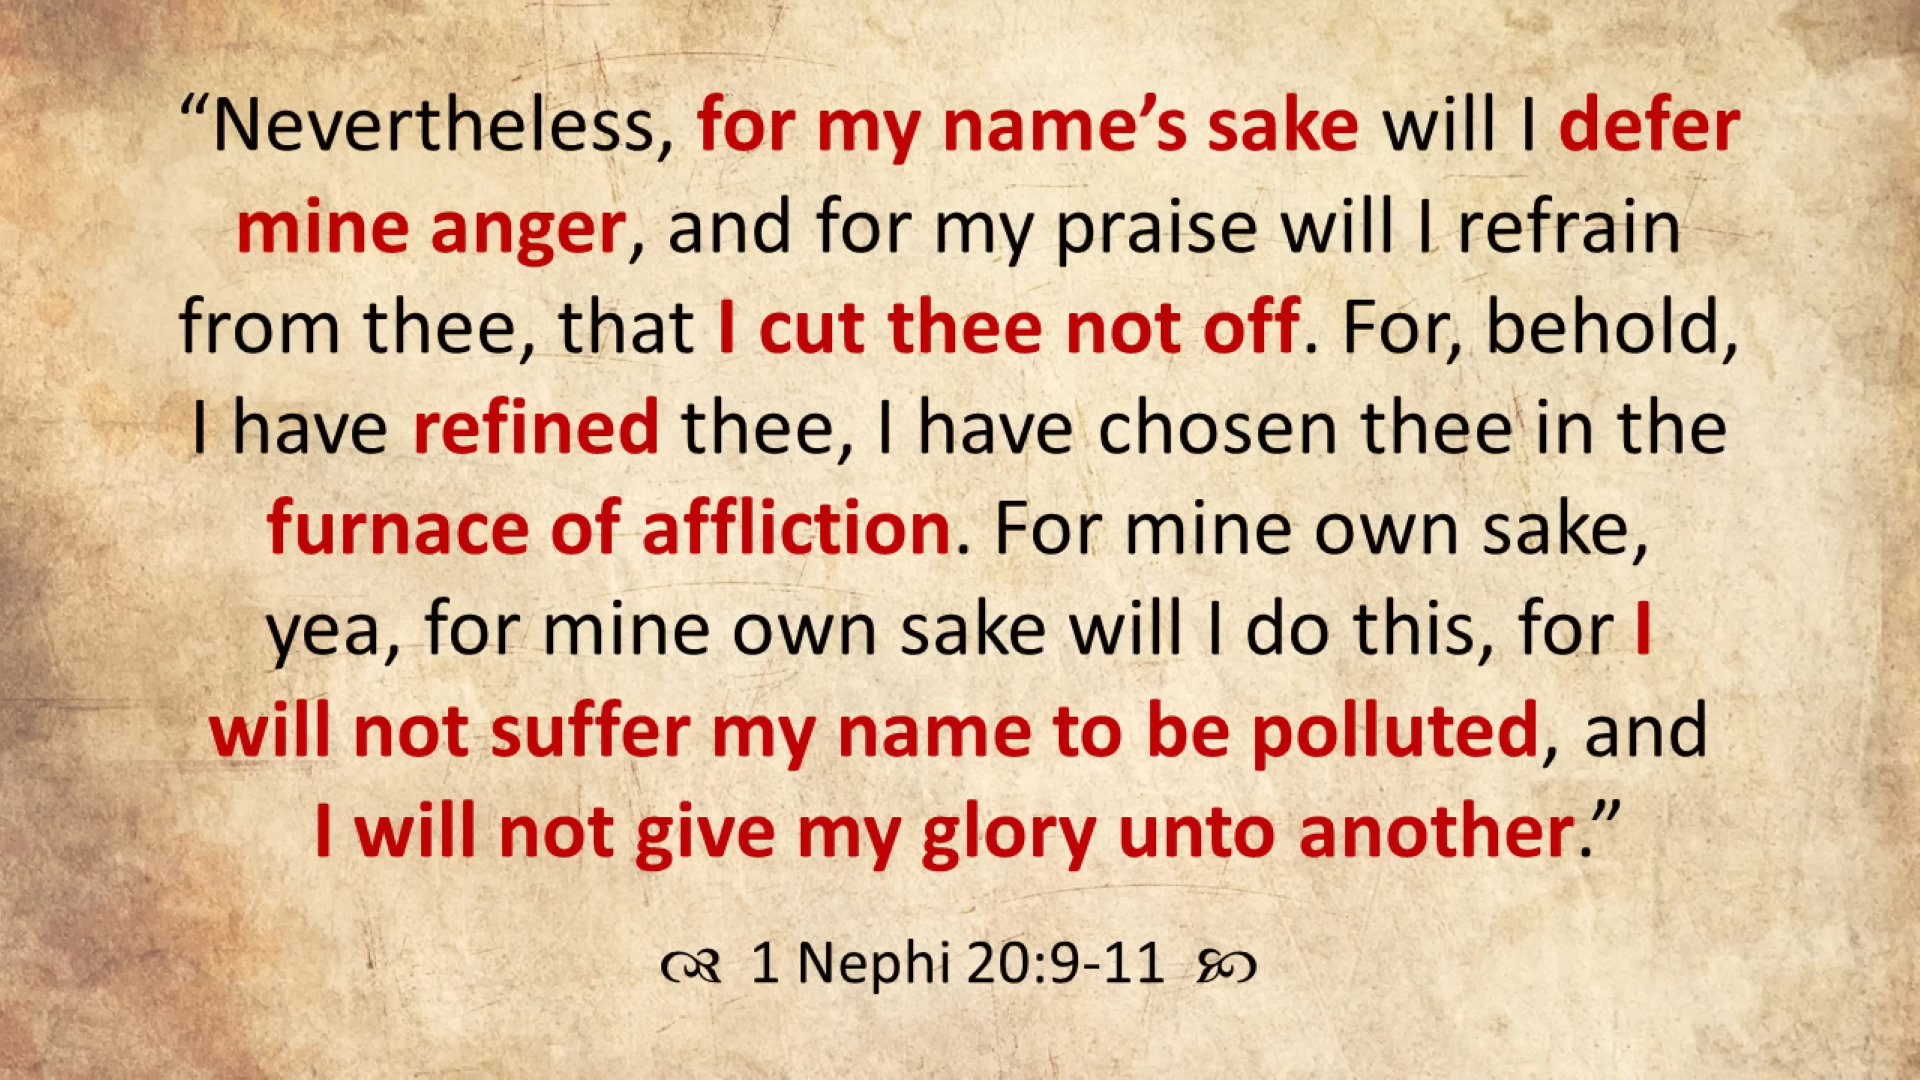 “Nevertheless, for my name’s sake will I defer
mine anger, and for my praise will I refrain
from thee, that I cut thee not off. For, behold,
I have refined thee, I have chosen thee in the
furnace of affliction. For mine own sake,
yea, for mine own sake will I do this, for I
will not suffer my name to be polluted, and
I will not give my glory unto another.”
1 Nephi 20:9-11